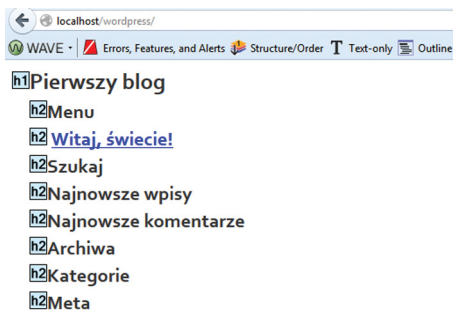 localhost/wordpress/
WAVE Errors, Features, and Alerts Structure/Order T Text-only Outline
h1 Pierwszy blog
h2 Menu
h2 Witaj, świecie!
h2 Szukaj
h2 Najnowsze wpisy
h2 Najnowsze komentarze
h2 Archiwa
h2 Kategorie
h2 Meta